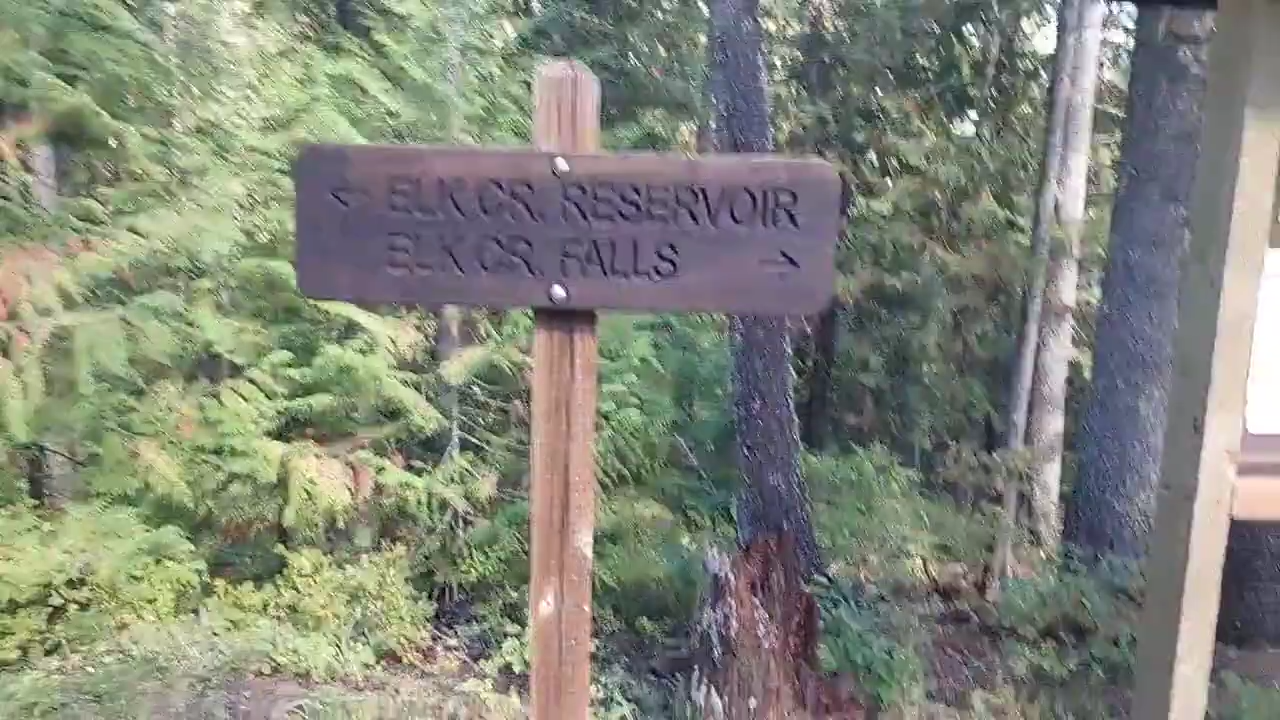 ← ELK CR. RESERVOIR
ELK CR. FALLS →